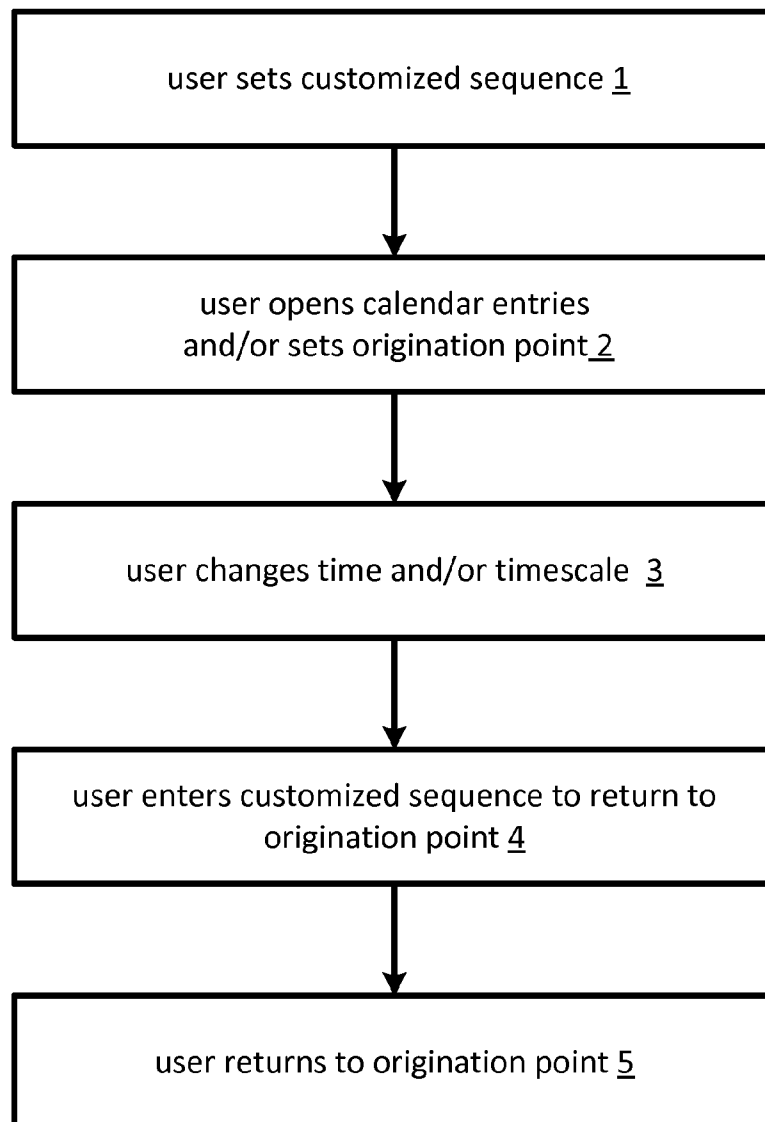 user sets customized sequence 1
user opens calendar entries
and/or sets origination point 2
user changes time and/or timescale 3
user enters customized sequence to return to
origination point 4
user returns to origination point 5